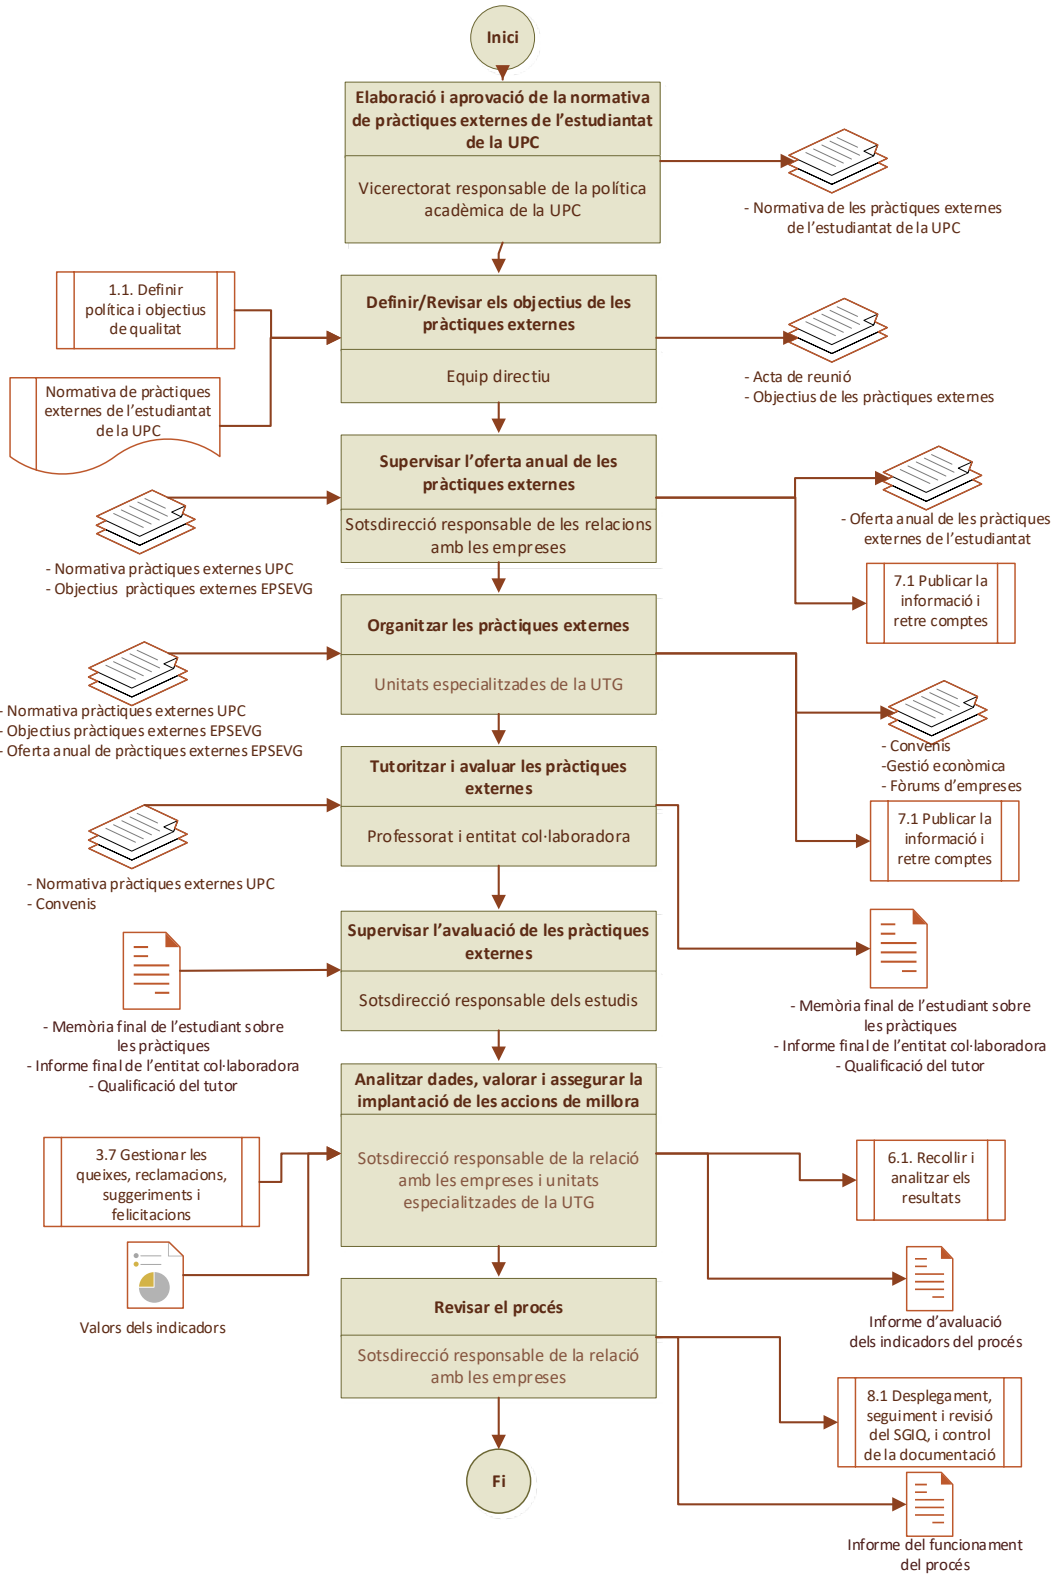 Inici
Elaboració i aprovació de la normativa
de pràctiques externes de l'estudiantat
de la UPC
Vicerectorat responsable de la política
acadèmica de la UPC
- Normativa de les pràctiques externes
de l'estudiantat de la UPC
1.1. Definir
política i objectius
de qualitat
Normativa de pràctiques
externes de l'estudiantat
de la UPC
Definir/Revisar els objectius de les
pràctiques externes
Equip directiu
- Acta de reunió
- Objectius de les pràctiques externes
Supervisar l'oferta anual de les
pràctiques externes
Sotsdirecció responsable de les relacions
amb les empreses
- Normativa pràctiques externes UPC
- Objectius pràctiques externes EPSEVG
- Oferta anual de les pràctiques
externes de l'estudiantat
7.1 Publicar la
informació i
retre comptes
Organitzar les pràctiques externes
Unitats especialitzades de la UTG
- Normativa pràctiques externes UPC
- Objectius pràctiques externes EPSEVG
- Oferta anual de pràctiques externes EPSEVG
- Convenis
-Gestió econòmica
- Fòrums d'empreses
7.1 Publicar la
informació i
retre comptes
Tutoritzar i avaluar les pràctiques
externes
Professorat i entitat col·laboradora
- Normativa pràctiques externes UPC
- Convenis
- Memòria final de l'estudiant sobre
les pràctiques
- Informe final de l'entitat col·laboradora
- Qualificació del tutor
Supervisar l'avaluació de les pràctiques
externes
Sotsdirecció responsable dels estudis
- Memòria final de l'estudiant sobre
les pràctiques
- Informe final de l'entitat col·laboradora
- Qualificació del tutor
Analitzar dades, valorar i assegurar la
implantació de les accions de millora
Sotsdirecció responsable de la relació
amb les empreses i unitats
especialitzades de la UTG
3.7 Gestionar les
queixes, reclamacions,
suggeriments i
felicitacions
Valors dels indicadors
6.1. Recollir i
analitzar els
resultats
Informe d'avaluació
dels indicadors del procés
Revisar el procés
Sotsdirecció responsable de la relació
amb les empreses
8.1 Desplegament,
seguiment i revisió
del SGIQ, i control
de la documentació
Informe del funcionament
del procés
Fi